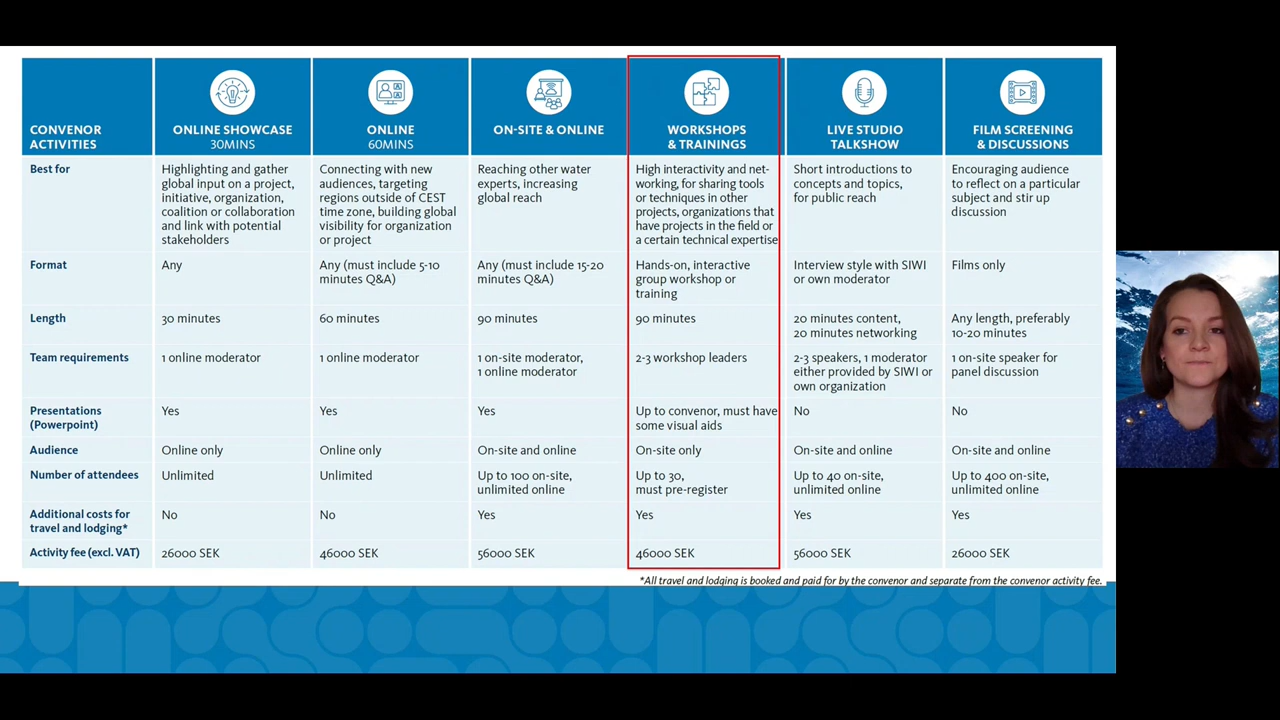 CONVENOR
ACTIVITIES
ONLINE SHOWCASE
30MINS
ONLINE
60MINS
ON-SITE & ONLINE
WORKSHOPS
& TRAININGS
LIVE STUDIO
TALKSHOW
FILM SCREENING
& DISCUSSIONS
Best for
Highlighting and gather
global input on a project,
initiative, organization,
coalition or collaboration
and link with potential
stakeholders
Connecting with new
audiences, targeting
regions outside of CEST
time zone, building global
visibility for organization
or project
Reaching other water
experts, increasing
global reach
High interactivity and net-
working, for sharing tools
or techniques in other
projects, organizations that
have projects in the field or
a certain technical expertise
Short introductions to
concepts and topics,
for public reach
Encouraging audience
to reflect on a particular
subject and stir up
discussion
Format
Any
Any (must include 5-10
minutes Q&A)
Any (must include 15-20
minutes Q&A)
Hands-on, interactive
group workshop or
training
Interview style with SIWI
or own moderator
Films only
Length
30 minutes
60 minutes
90 minutes
90 minutes
20 minutes content,
20 minutes networking
Any length, preferably
10-20 minutes
Team requirements
1 online moderator
1 online moderator
1 on-site moderator,
1 online moderator
2-3 workshop leaders
2-3 speakers, 1 moderator
either provided by SIWI or
own organization
1 on-site speaker for
panel discussion
Presentations
(Powerpoint)
Yes
Yes
Yes
Up to convenor, must have
some visual aids
No
No
Audience
Online only
Online only
On-site and online
On-site only
On-site and online
On-site and online
Number of attendees
Unlimited
Unlimited
Up to 100 on-site,
unlimited online
Up to 30,
must pre-register
Up to 40 on-site,
unlimited online
Up to 400 on-site,
unlimited online
Additional costs for
travel and lodging*
No
No
Yes
Yes
Yes
Yes
Activity fee (excl. VAT)
26000 SEK
46000 SEK
56000 SEK
46000 SEK
56000 SEK
26000 SEK
*All travel and lodging is booked and paid for by the convenor and separate from the convenor activity fee.